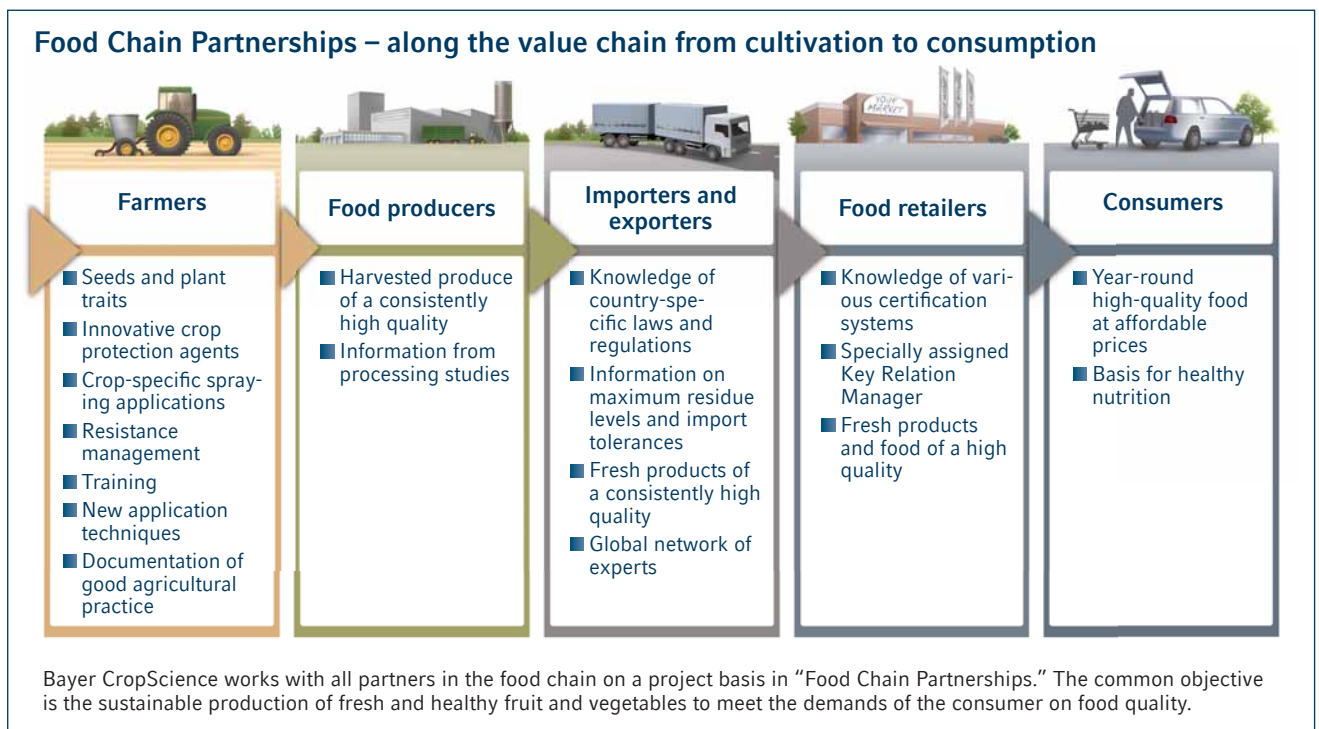 Food Chain Partnerships – along the value chain from cultivation to consumption
YOUR
MARKET
Farmers
Seeds and plant
traits
Innovative crop
protection agents
Crop-specific spray-
ing applications
Resistance
management
Training
New application
techniques
Documentation of
good agricultural
practice
Food producers
Harvested produce
of a consistently
high quality
Information from
processing studies
Importers and
exporters
Knowledge of
country-spe-
cific laws and
regulations
Information on
maximum residue
levels and import
tolerances
Fresh products of
a consistently high
quality
Global network of
experts
Food retailers
Knowledge of vari-
ous certification
systems
Specially assigned
Key Relation
Manager
Fresh products
and food of a high
quality
Consumers
Year-round
high-quality food
at affordable
prices
Basis for healthy
nutrition
Bayer CropScience works with all partners in the food chain on a project basis in “Food Chain Partnerships.” The common objective
is the sustainable production of fresh and healthy fruit and vegetables to meet the demands of the consumer on food quality.